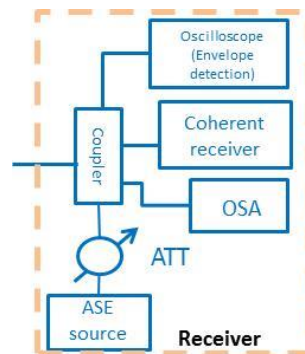 Oscilloscope
(Envelope
detection)
Coupler
Coherent
receiver
OSA
ATT
ASE
source
Receiver